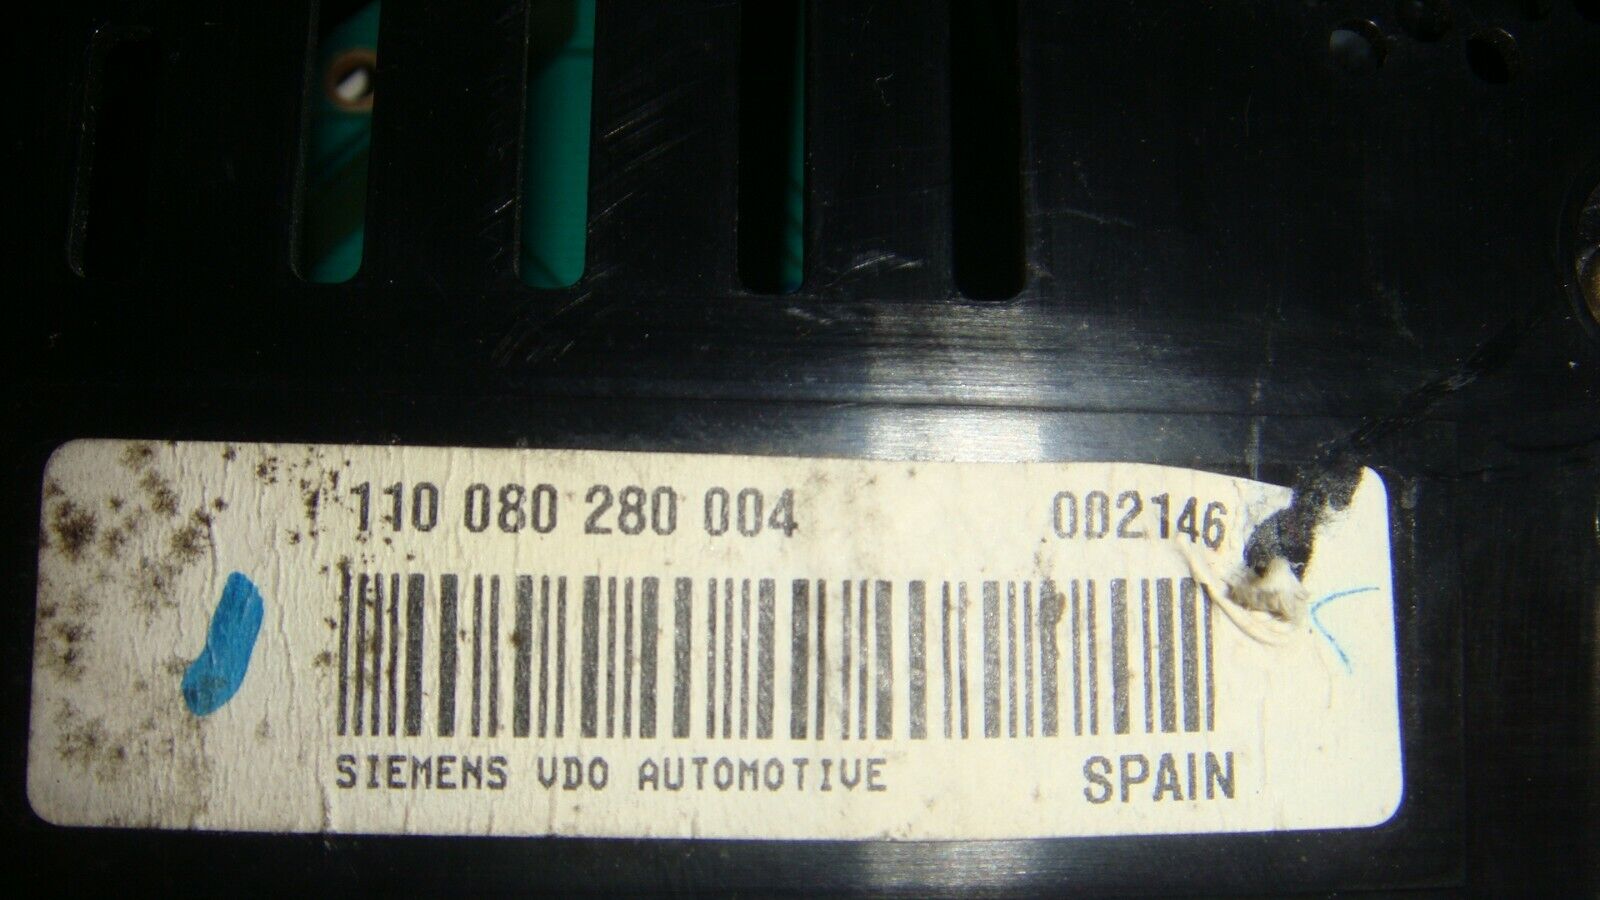 110 080 280 004 002146
SIEMENS VDO AUTOMOTIVE SPAIN